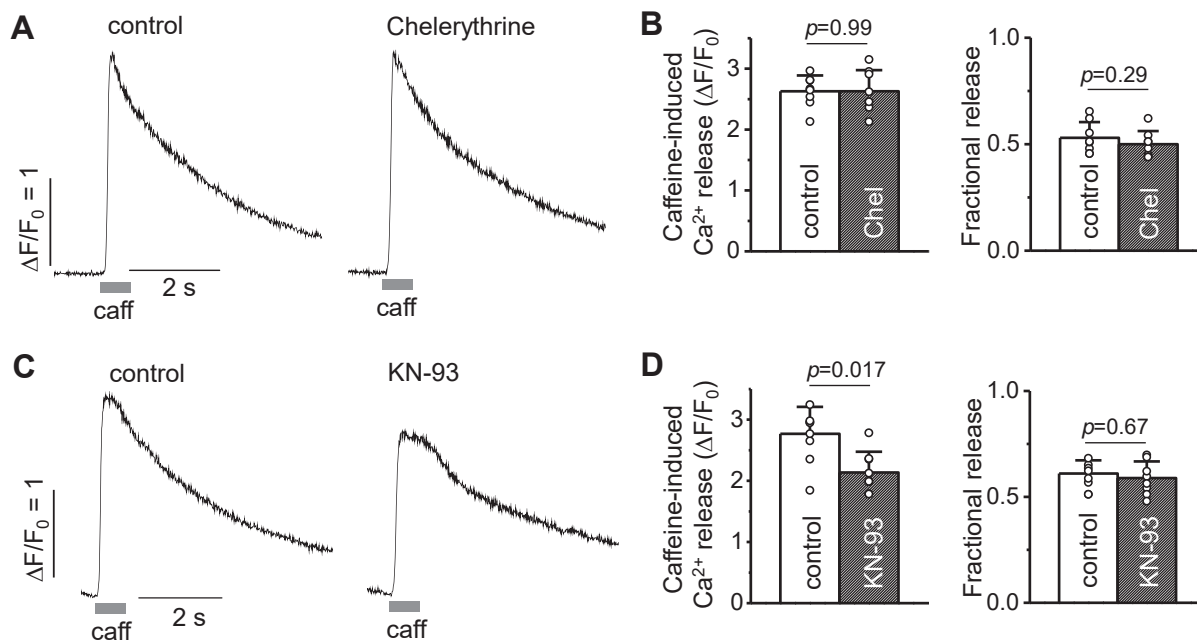 A
control
Chelerythrine
ΔF/F₀ = 1
2 s
caff
caff
B
Caffeine-induced
Ca²⁺ release (ΔF/F₀)
3
2
1
0
p=0.99
control
Chel
Fractional release
1.0
0.5
0.0
p=0.29
control
Chel
C
control
KN-93
ΔF/F₀ = 1
2 s
caff
caff
D
Caffeine-induced
Ca²⁺ release (ΔF/F₀)
3
2
1
0
p=0.017
control
KN-93
Fractional release
1.0
0.5
0.0
p=0.67
control
KN-93